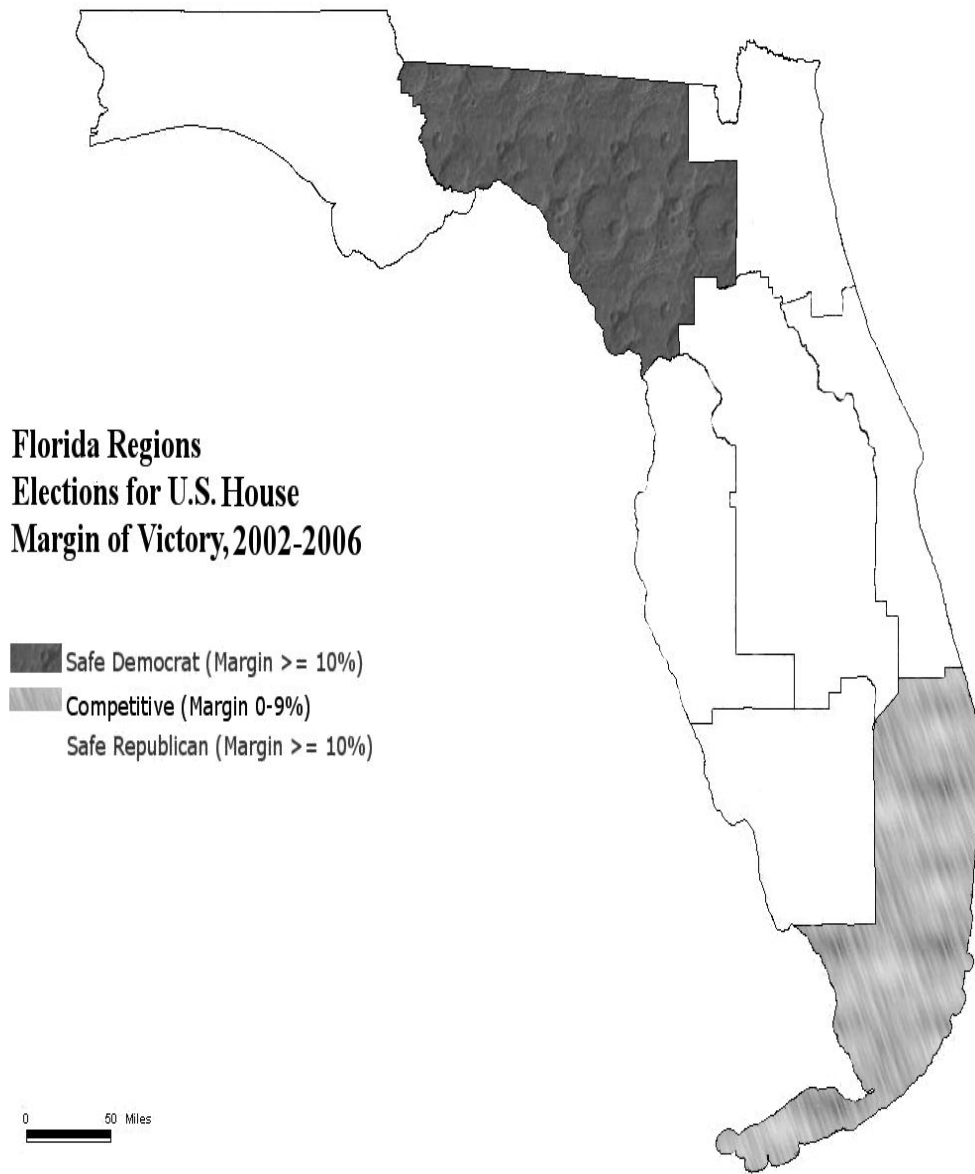 Florida Regions
Elections for U.S. House
Margin of Victory, 2002-2006
Safe Democrat (Margin >= 10%)
Competitive (Margin 0-9%)
Safe Republican (Margin >= 10%)
0 50 Miles